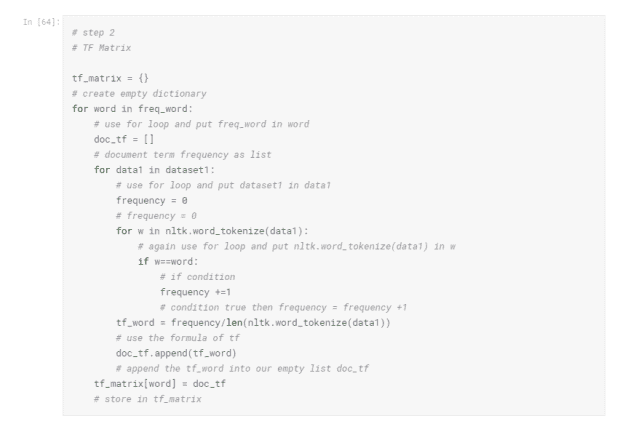 In [64]:
# step 2
# TF Matrix
tf_matrix = {}
# create empty dictionary
for word in freq_word:
    # use for loop and put freq_word in word
    doc_tf = []
    # document term frequency as list
    for data1 in dataset1:
        # use for loop and put dataset1 in data1
        frequency = 0
        # frequency = 0
        for w in nltk.word_tokenize(data1):
            # again use for loop and put nltk.word_tokenize(data1) in w
            if w==word:
                # if condition
                frequency +=1
                # condition true then frequency = frequency +1
        tf_word = frequency/len(nltk.word_tokenize(data1))
        # use the formula of tf
        doc_tf.append(tf_word)
        # append the tf_word into our empty list doc_tf
    tf_matrix[word] = doc_tf
    # store in tf_matrix